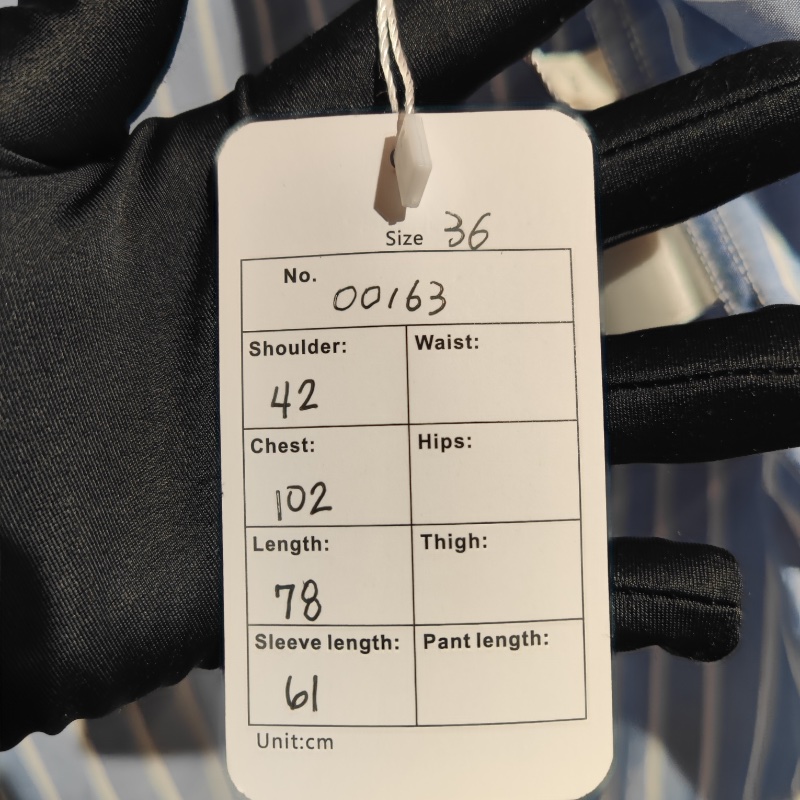 Size 36
No. 00163
Shoulder: Waist:
42
Chest: Hips:
102
Length: Thigh:
78
Sleeve length: Pant length:
61
Unit:cm